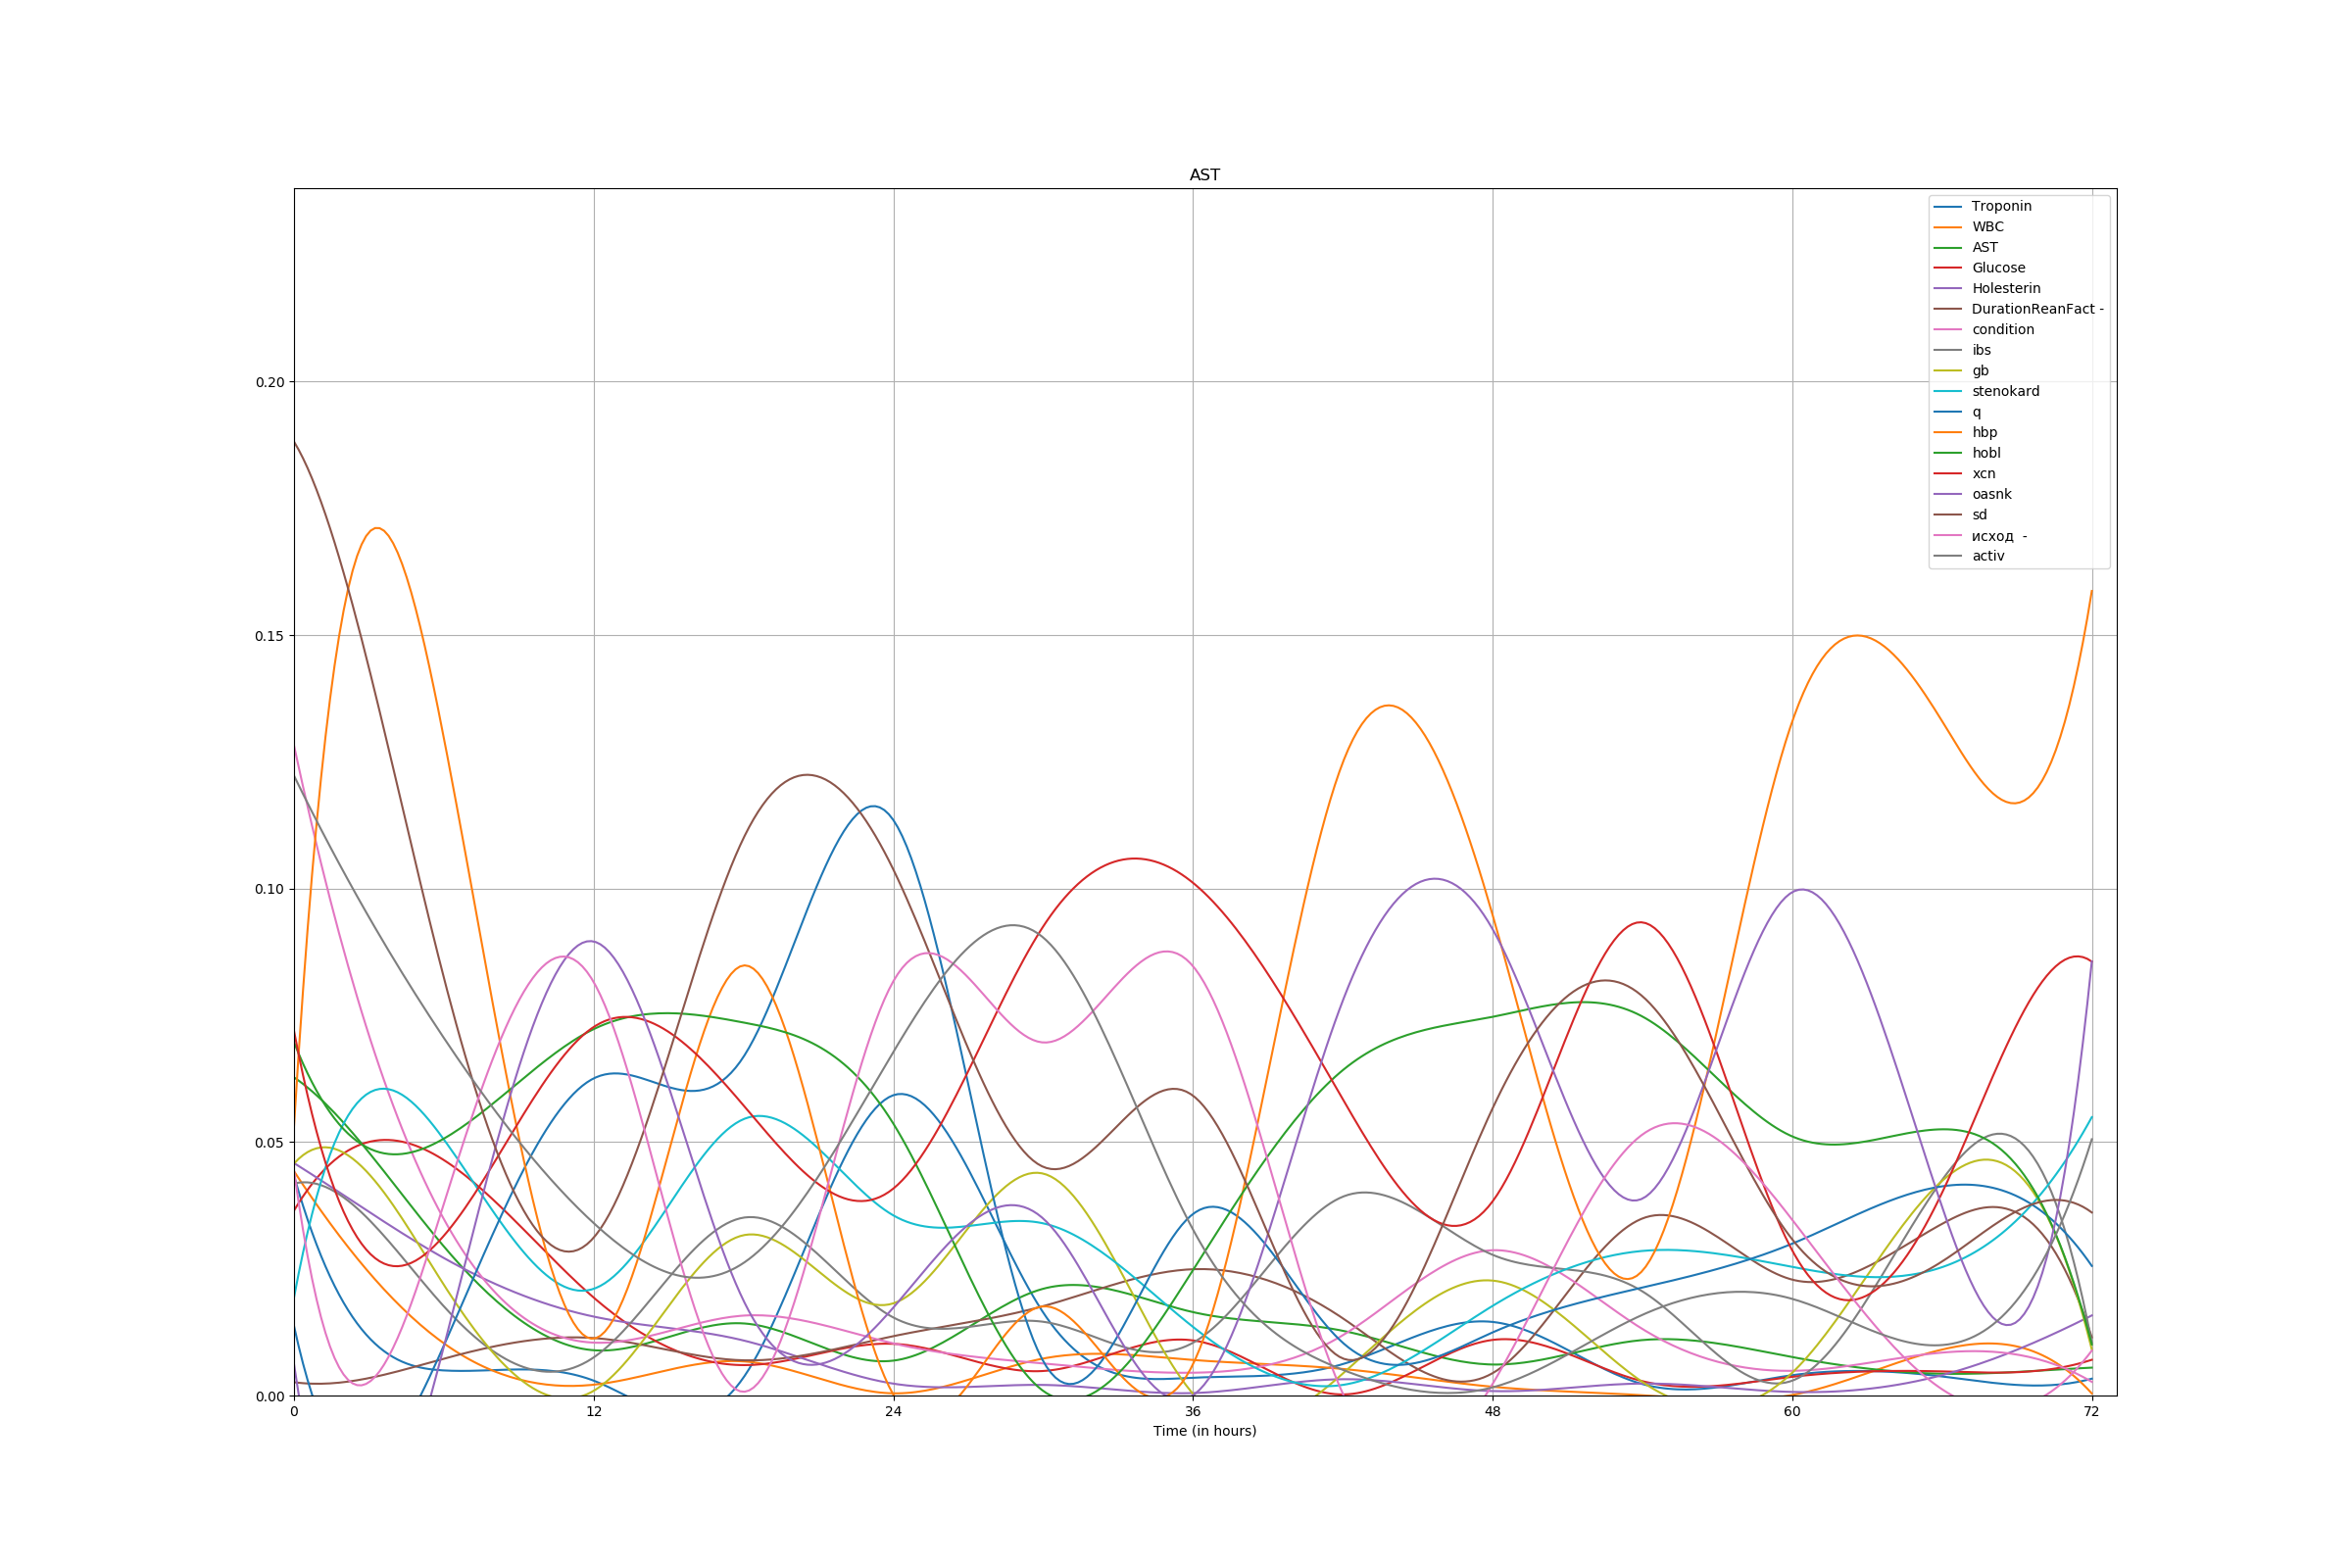 AST
Troponin
WBC
AST
Glucose
Holesterin
DurationReanFact -
condition
ibs
gb
stenokard
q
hbp
hobl
xcn
oasnk
sd
исход -
activ
0.20
0.15
0.10
0.05
0.00
0 12 24 36 48 60 72
Time (in hours)